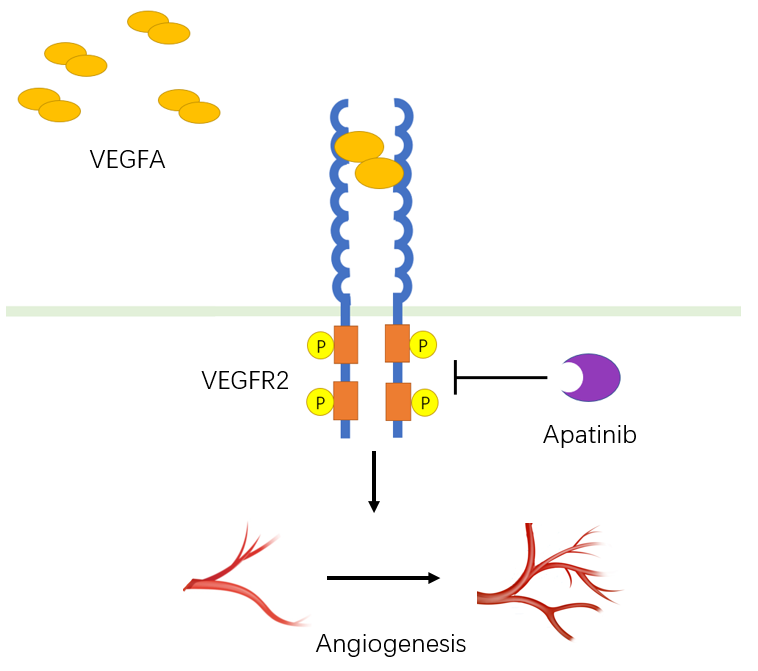 VEGFA
P
P
VEGFR2
P
P
Apatinib
Angiogenesis